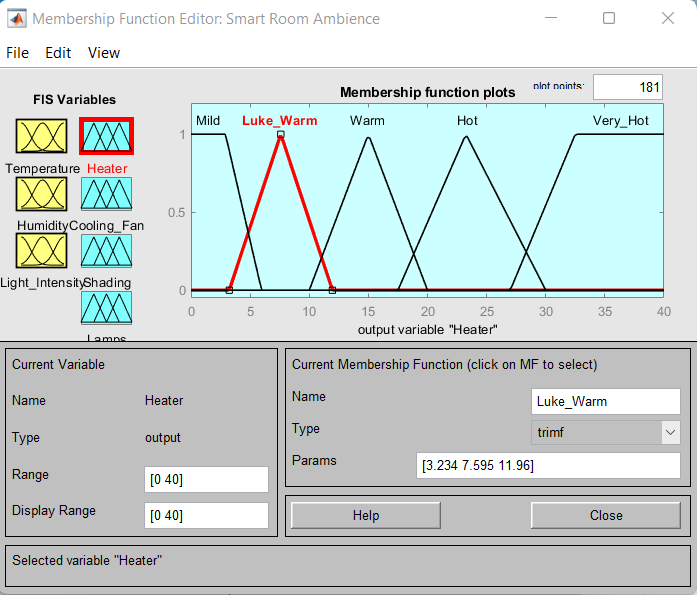 Membership Function Editor: Smart Room Ambience
File Edit View
FIS Variables
Membership function plots
plot points:
181
Temperature
Heater
Humidity
Cooling_Fan
Light_Intensity
Shading
Lamps
Mild
Luke_Warm
Warm
Hot
Very_Hot
1
0.5
0
0 5 10 15 20 25 30 35 40
output variable "Heater"
Current Variable
Name Heater
Type output
Range [0 40]
Display Range [0 40]
Current Membership Function (click on MF to select)
Name Luke_Warm
Type trimf
Params [3.234 7.595 11.96]
Help Close
Selected variable "Heater"